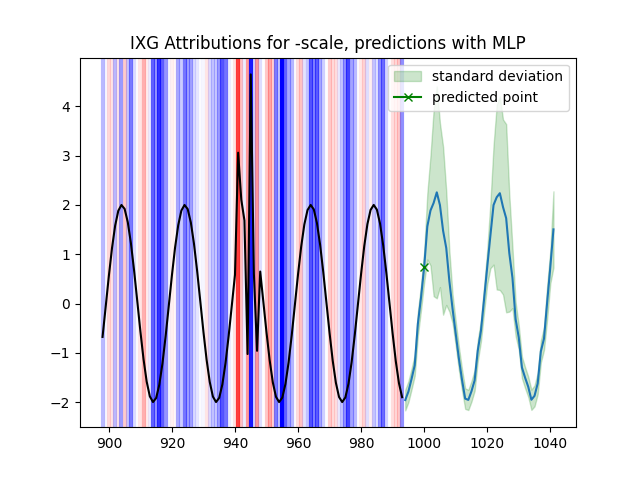 IXG Attributions for -scale, predictions with MLP
standard deviation
predicted point
4
3
2
1
0
−1
−2
900 920 940 960 980 1000 1020 1040